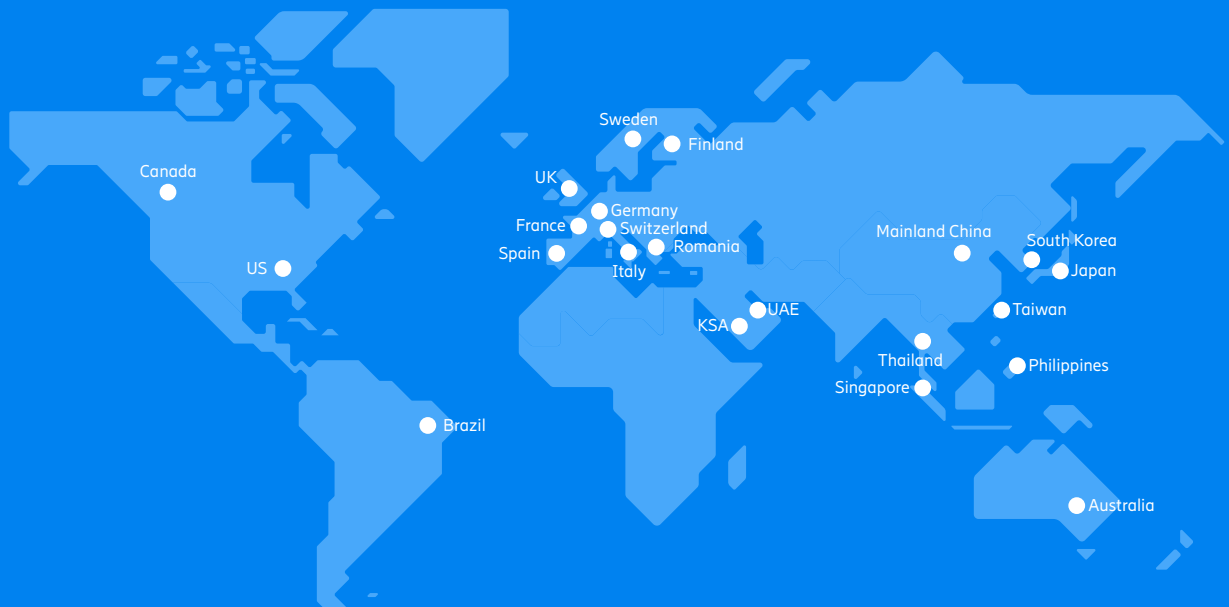 Sweden
Finland
Canada
UK
Germany
France
Switzerland
Mainland China
South Korea
Romania
Spain
US
Italy
Japan
UAE
Taiwan
KSA
Thailand
Philippines
Singapore
Brazil
Australia